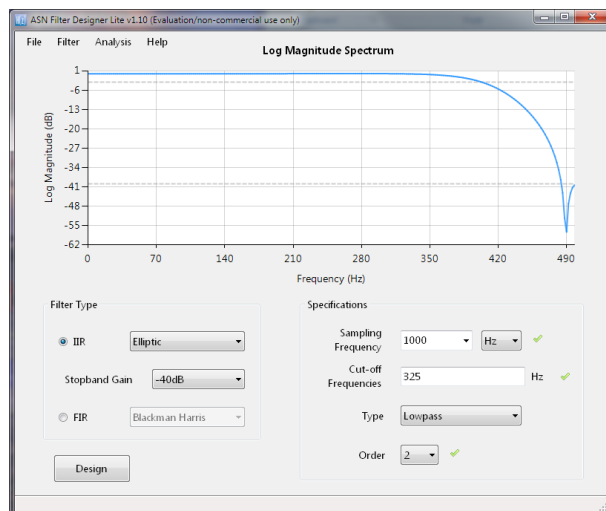 ASN Filter Designer Lite v1.10 (Evaluation/non-commercial use only)
File Filter Analysis Help
Log Magnitude Spectrum
Log Magnitude (dB)
1
-6
-13
-20
-27
-34
-41
-48
-55
-62
0 70 140 210 280 350 420 490
Frequency (Hz)
Filter Type
IIR Elliptic
Stopband Gain -40dB
FIR Blackman Harris
Design
Specifications
Sampling Frequency 1000 Hz
Cut-off Frequencies 325 Hz
Type Lowpass
Order 2